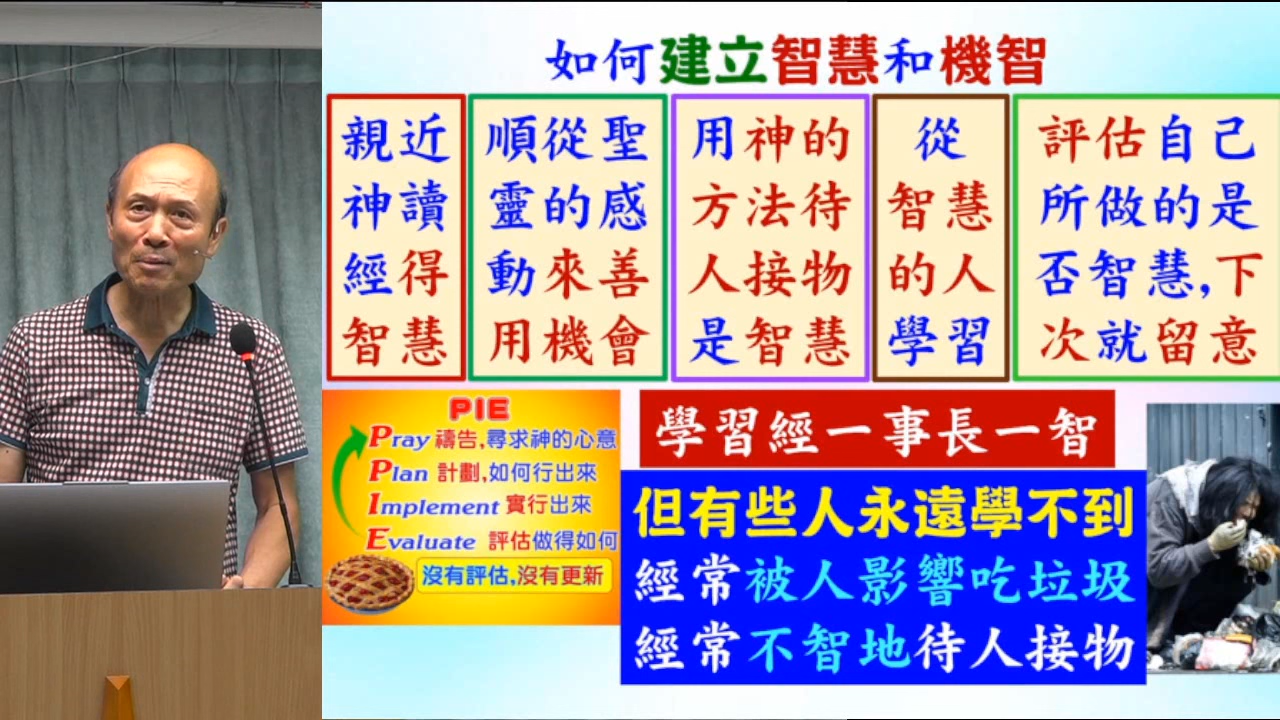 如何建立智慧和機智
親近
神讀
經得
智慧
順從聖
靈的感
動來善
用機會
用神的
方法待
人接物
是智慧
從
智慧
的人
學習
評估自己
所做的是
否智慧,下
次就留意
PIE
Pray 禱告,尋求神的心意
Plan 計劃,如何行出來
Implement 實行出來
Evaluate 評估做得如何
沒有評估,沒有更新
學習經一事長一智
但有些人永遠學不到
經常被人影響吃垃圾
經常不智地待人接物